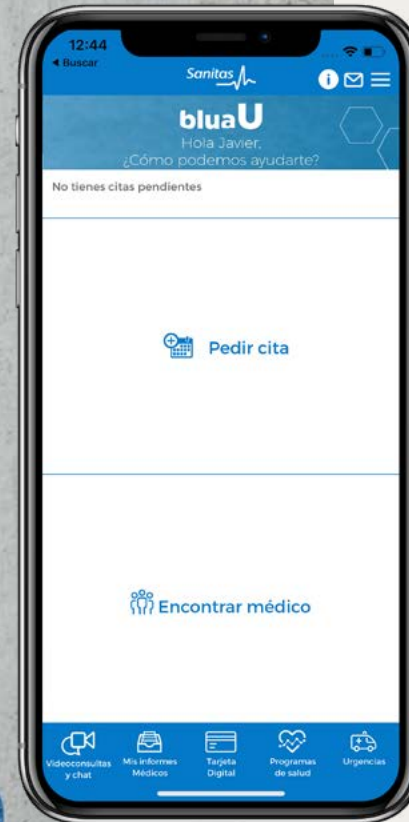 12:44
◀ Buscar
Sanitas
bluaU
Hola Javier,
¿Cómo podemos ayudarte?
No tienes citas pendientes
Pedir cita
Encontrar médico
Videoconsultas y chat
Mis informes Médicos
Tarjeta Digital
Programas de salud
Urgencias